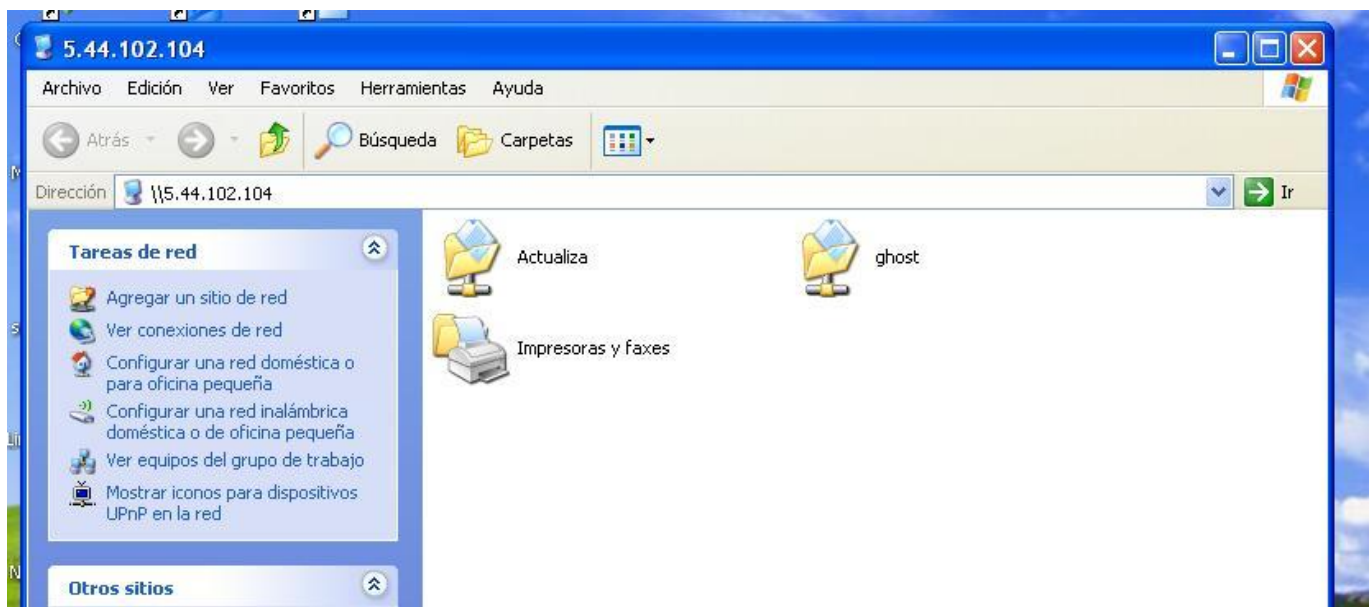 5.44.102.104
Archivo Edición Ver Favoritos Herramientas Ayuda
Atrás Búsqueda Carpetas
Dirección \\5.44.102.104 Ir
Tareas de red
Agregar un sitio de red
Ver conexiones de red
Configurar una red doméstica o
para oficina pequeña
Configurar una red inalámbrica
doméstica o de oficina pequeña
Ver equipos del grupo de trabajo
Mostrar iconos para dispositivos
UPnP en la red
Otros sitios
Actualiza ghost
Impresoras y faxes